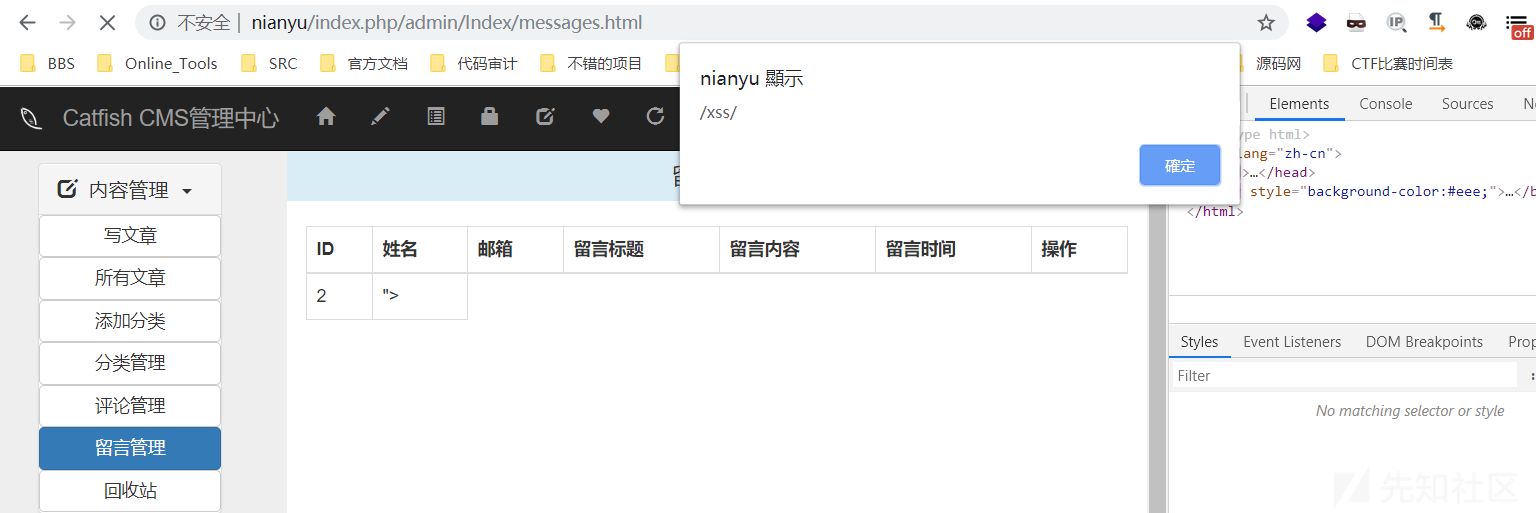 不安全 | nianyu/index.php/admin/Index/messages.html
off
BBS Online_Tools SRC 官方文档 代码审计 不错的项目 源码网 CTF比赛时间表
nianyu 顯示
/xss/
確定
Catfish CMS管理中心
Elements Console Sources
ype html>
lang="zh-cn">
>…</head>
style="background-color:#eee;">…</b
</html>
内容管理
写文章
所有文章
添加分类
分类管理
评论管理
留言管理
回收站
ID 姓名 邮箱 留言标题 留言内容 留言时间 操作
2 ">
Styles Event Listeners DOM Breakpoints Prop
Filter
No matching selector or style
先知社区